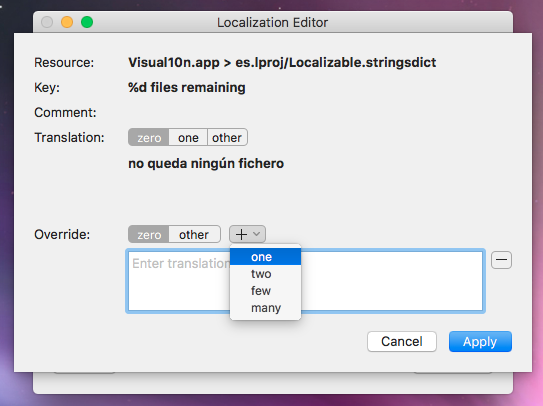 Localization Editor
Resource: Visual10n.app > es.lproj/Localizable.stringsdict
Key: %d files remaining
Comment:
Translation: zero one other
no queda ningún fichero
Override: zero other +
Enter translation
one
two
few
many
Cancel Apply